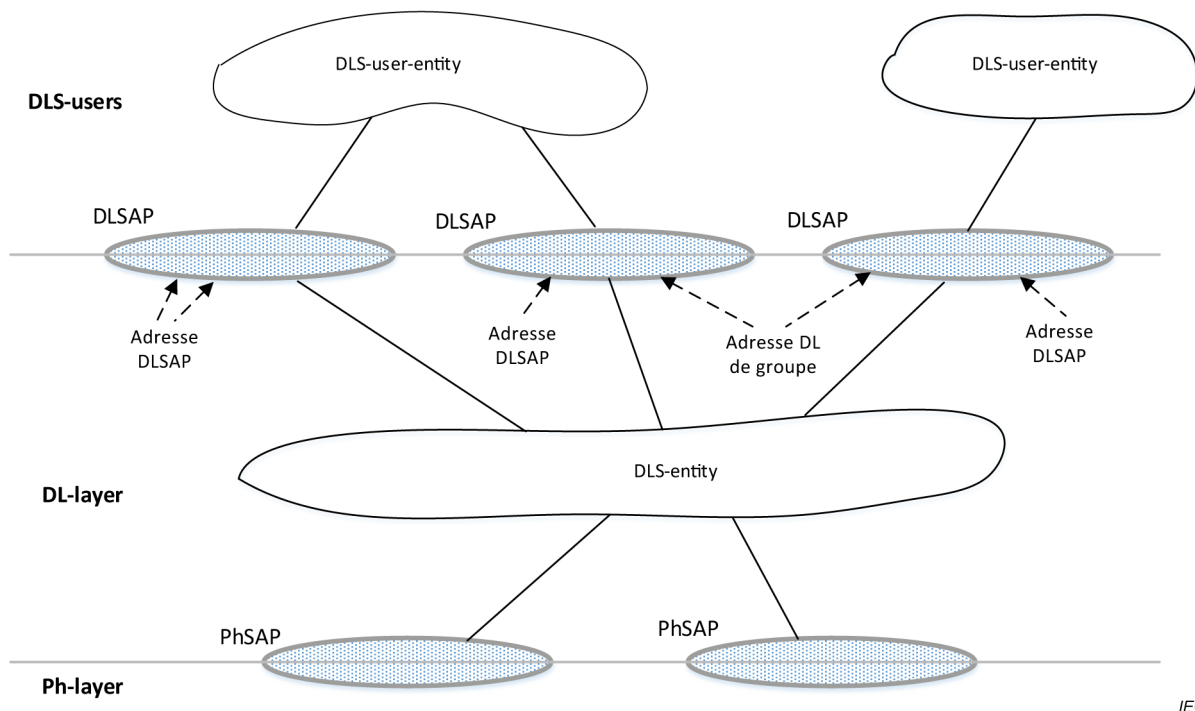 DLS-user-entity
DLS-user-entity
DLS-users
DLSAP
DLSAP
DLSAP
Adresse
DLSAP
Adresse
DLSAP
Adresse DL
de groupe
Adresse
DLSAP
DLS-entity
DL-layer
PhSAP
PhSAP
Ph-layer